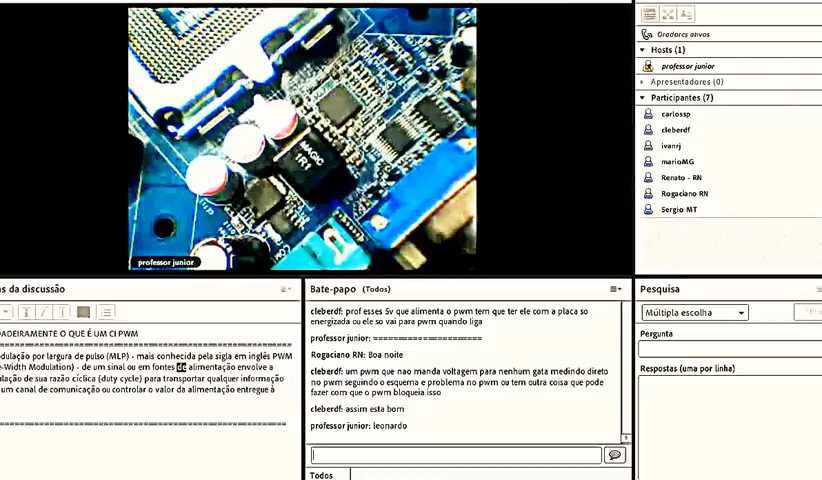 MAGIC
1R1
professor junior
Oradores ativos
Hosts (1)
professor junior
Apresentadores (0)
Participantes (7)
carlossp
cleberdf
ivanrj
marioMG
Renato - RN
Rogaciano RN
Sergio MT
s da discussão
DADEIRAMENTE O QUE É UM CI PWM
==========================================
odulação por largura de pulso (MLP) - mais conhecida pela sigla em inglês PWM
e-Width Modulation) - de um sinal ou em fontes de alimentação envolve a
ulação de sua razão cíclica (duty cycle) para transportar qualquer informação
um canal de comunicação ou controlar o valor da alimentação entregue à
==========================================
Bate-papo (Todos)
cleberdf: prof esses 5v que alimenta o pwm tem que ter ele com a placa so
energizada ou ele so vai para pwm quando liga
professor junior: =======================
Rogaciano RN: Boa noite
cleberdf: um pwm que nao manda voltagem para nenhum gata medindo direto
no pwm seguindo o esquema e problema no pwm ou tem outra coisa que pode
fazer com que o pwm bloqueia isso
cleberdf: assim esta bom
professor junior: leonardo
Todos
Pesquisa
Múltipla escolha
Pergunta
Respostas (uma por linha)